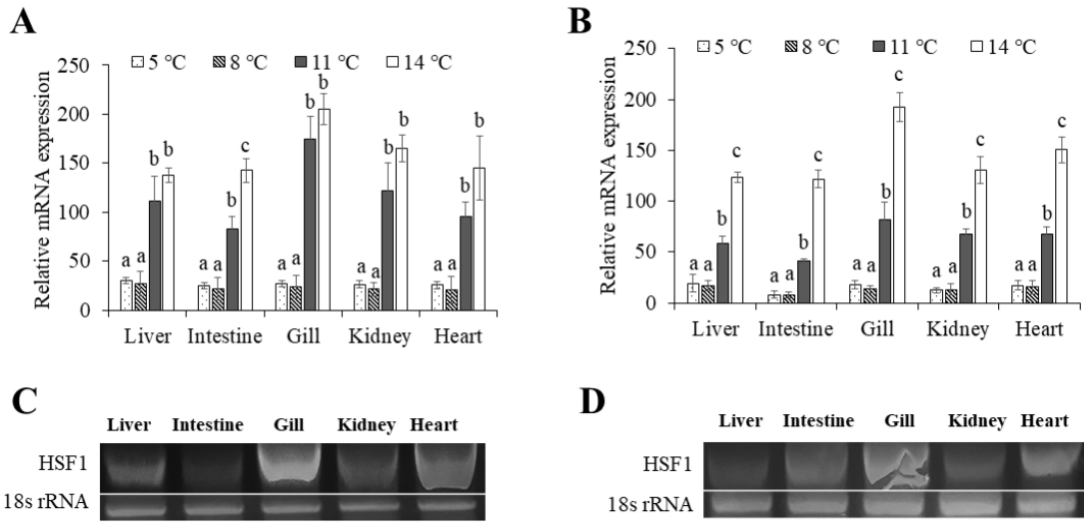 A
5 ℃ 8 ℃ 11 ℃ 14 ℃
Relative mRNA expression
250
200
150
100
50
0
a a b b
a a b c
a a b b
a a b b
a a b b
Liver Intestine Gill Kidney Heart
B
5 ℃ 8 ℃ 11 ℃ 14 ℃
Relative mRNA expression
250
200
150
100
50
0
a a b c
a a b c
a a b c
a a b c
a a b c
Liver Intestine Gill Kidney Heart
C
Liver Intestine Gill Kidney Heart
HSF1
18s rRNA
D
Liver Intestine Gill Kidney Heart
HSF1
18s rRNA